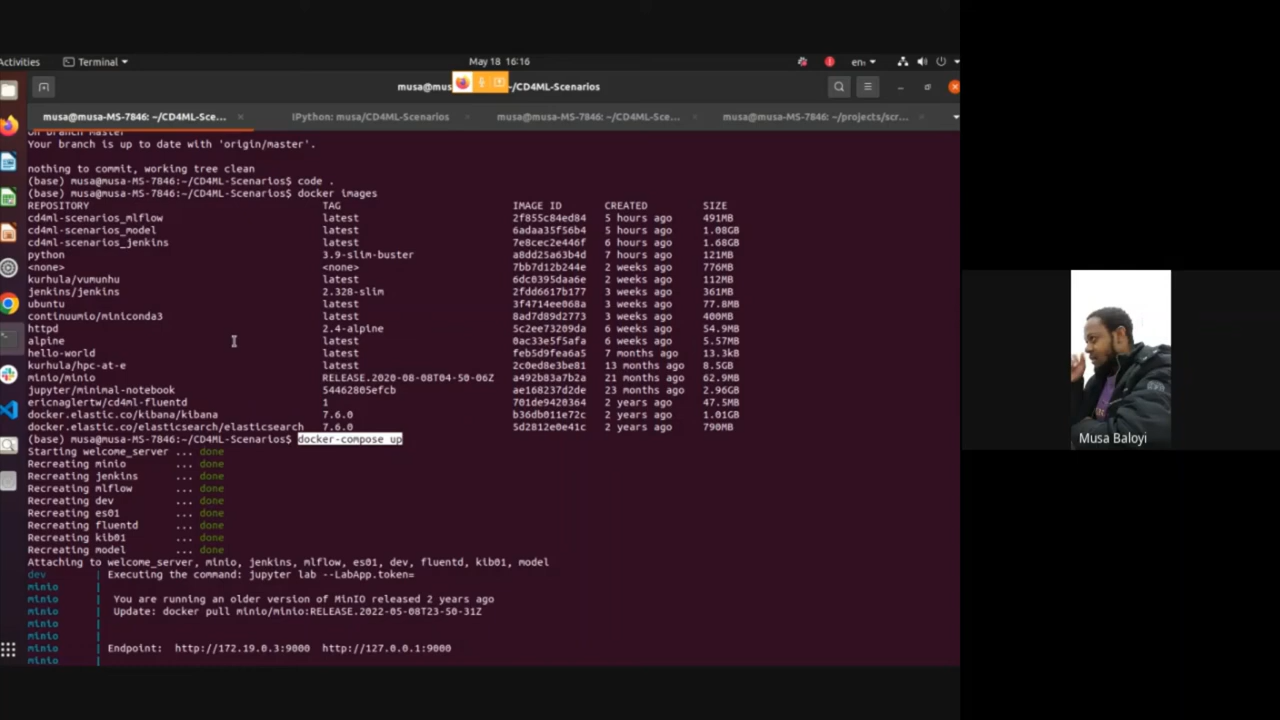 Activities Terminal May 18 16:16 en
musa@mus /CD4ML-Scenarios
musa@musa-MS-7846: ~/CD4ML-Sce... IPython: musa/CD4ML-Scenarios musa@musa-MS-7846: ~/CD4ML-Sce... musa@musa-MS-7846: ~/projects/scr...
On branch master
Your branch is up to date with 'origin/master'.
nothing to commit, working tree clean
(base) musa@musa-MS-7846:~/CD4ML-Scenarios$ code .
(base) musa@musa-MS-7846:~/CD4ML-Scenarios$ docker images
REPOSITORY TAG IMAGE ID CREATED SIZE
cd4ml-scenarios_mlflow latest 2f855c84ed84 5 hours ago 491MB
cd4ml-scenarios_model latest 6adaa35f56b4 5 hours ago 1.08GB
cd4ml-scenarios_jenkins latest 7e8cec2e446f 6 hours ago 1.68GB
python 3.9-slim-buster a8dd25a63b4d 7 hours ago 121MB
<none> <none> 7bb7d12b244e 2 weeks ago 776MB
kurhula/vumunhu latest 6dc0395daa6e 2 weeks ago 112MB
jenkins/jenkins 2.328-slim 2fdd6617b177 3 weeks ago 361MB
ubuntu latest 3f4714ee068a 3 weeks ago 77.8MB
continuumio/miniconda3 latest 8ad7d89d2773 3 weeks ago 400MB
httpd 2.4-alpine 5c2ee73209da 6 weeks ago 54.9MB
alpine latest 0ac33e5f5afa 6 weeks ago 5.57MB
hello-world latest feb5d9fea6a5 7 months ago 13.3kB
kurhula/hpc-at-e latest 2c0ed8e3be81 13 months ago 8.5GB
minio/minio RELEASE.2020-08-08T04-50-06Z a492b83a7b2a 21 months ago 62.9MB
jupyter/minimal-notebook 54462805efcb ae168237d2de 23 months ago 2.96GB
ericnaglertw/cd4ml-fluentd 1 701de9420364 2 years ago 47.5MB
docker.elastic.co/kibana/kibana 7.6.0 b36db011e72c 2 years ago 1.01GB
docker.elastic.co/elasticsearch/elasticsearch 7.6.0 5d2812e0e41c 2 years ago 790MB
(base) musa@musa-MS-7846:~/CD4ML-Scenarios$ docker-compose up
Starting welcome_server ... done
Recreating minio ... done
Recreating jenkins ... done
Recreating mlflow ... done
Recreating dev ... done
Recreating es01 ... done
Recreating fluentd ... done
Recreating kib01 ... done
Recreating model ... done
Attaching to welcome_server, minio, jenkins, mlflow, es01, dev, fluentd, kib01, model
dev | Executing the command: jupyter lab --LabApp.token=
minio |
minio | You are running an older version of MinIO released 2 years ago
minio | Update: docker pull minio/minio:RELEASE.2022-05-08T23-50-31Z
minio |
minio |
minio | Endpoint: http://172.19.0.3:9000 http://127.0.0.1:9000
minio |
Musa Baloyi